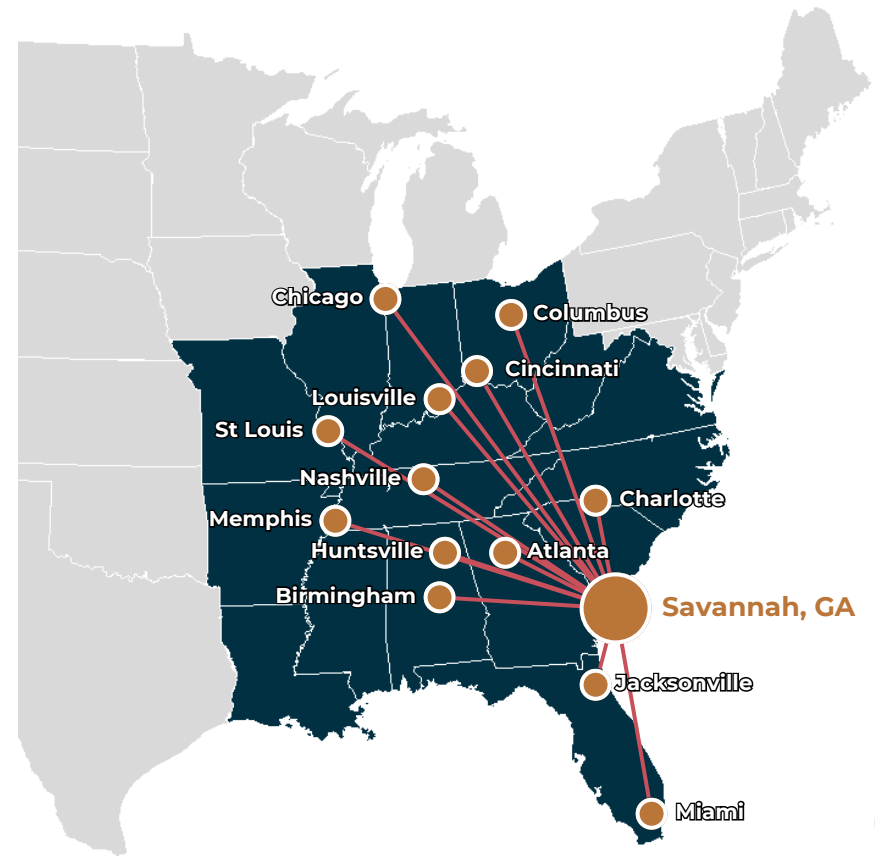 Chicago
Columbus
Cincinnati
Louisville
St Louis
Nashville
Charlotte
Memphis
Huntsville
Atlanta
Birmingham
Savannah, GA
Jacksonville
Miami